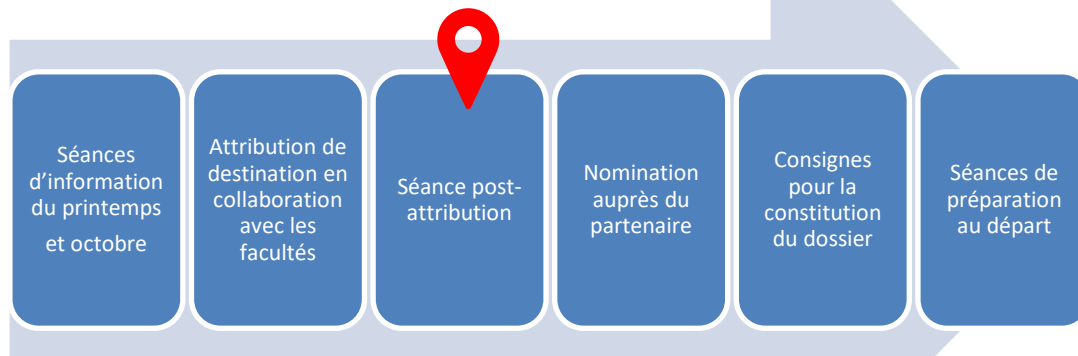 Séances
d’information
du printemps
et octobre
Attribution de
destination en
collaboration
avec les
facultés
Séance post-
attribution
Nomination
auprès du
partenaire
Consignes
pour la
constitution
du dossier
Séances de
préparation
au départ